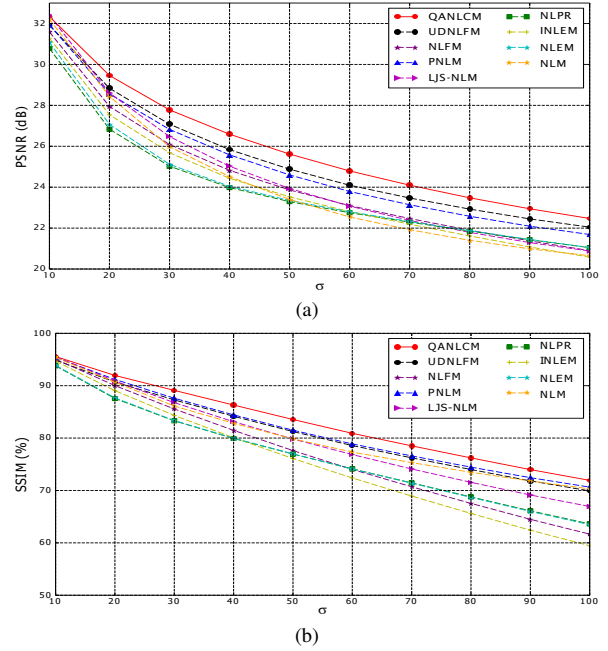 32
30
28
26
24
22
20
PSNR (dB)
QANLCM
UDNLFM
NLFM
PNLM
LJS-NLM
NLPR
INLEM
NLEM
NLM
10 20 30 40 50 60 70 80 90 100
σ
(a)
100
90
80
70
60
50
SSIM (%)
QANLCM
UDNLFM
NLFM
PNLM
LJS-NLM
NLPR
INLEM
NLEM
NLM
10 20 30 40 50 60 70 80 90 100
σ
(b)